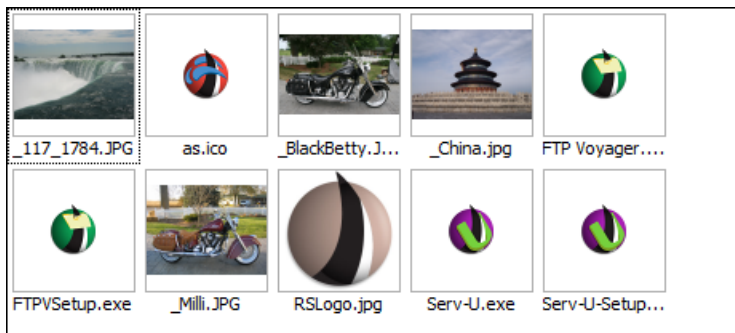 _117_1784.JPG
as.ico
_BlackBetty.J...
_China.jpg
FTP Voyager....
FTPVSetup.exe
_Milli.JPG
RSLogo.jpg
Serv-U.exe
Serv-U-Setup...